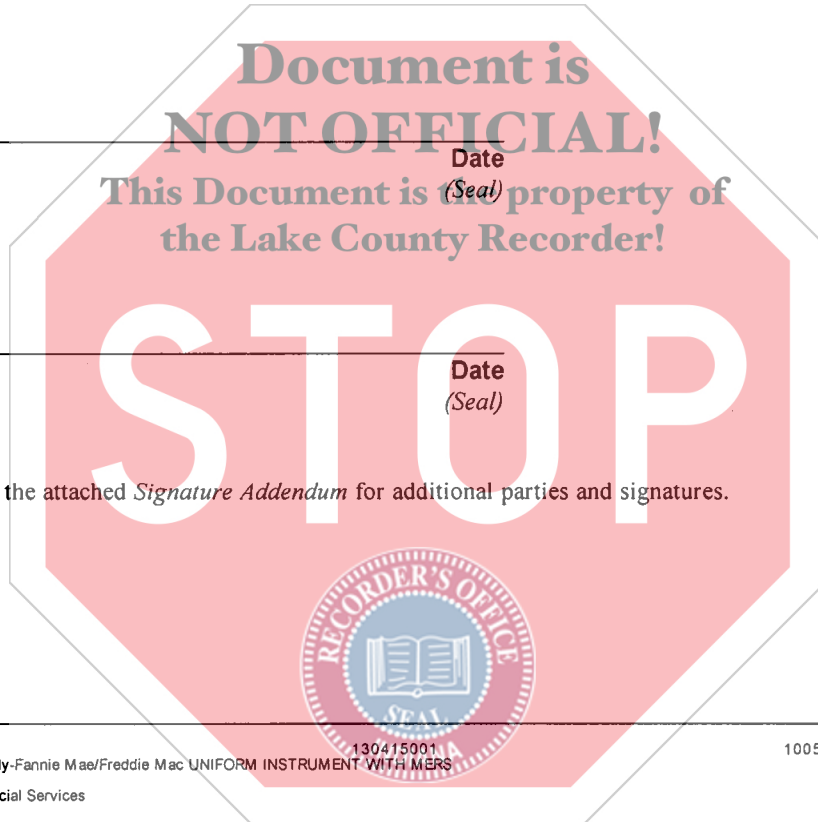 Document is
NOT OFFICIAL!
Date
This Document is the property of
(Seal)
the Lake County Recorder!
STOP
Date
(Seal)
the attached Signature Addendum for additional parties and signatures.
RECORDER'S OFFICE
SEAL
INDIANA
130415001
1005
ly-Fannie Mae/Freddie Mac UNIFORM INSTRUMENT WITH MERS
cial Services